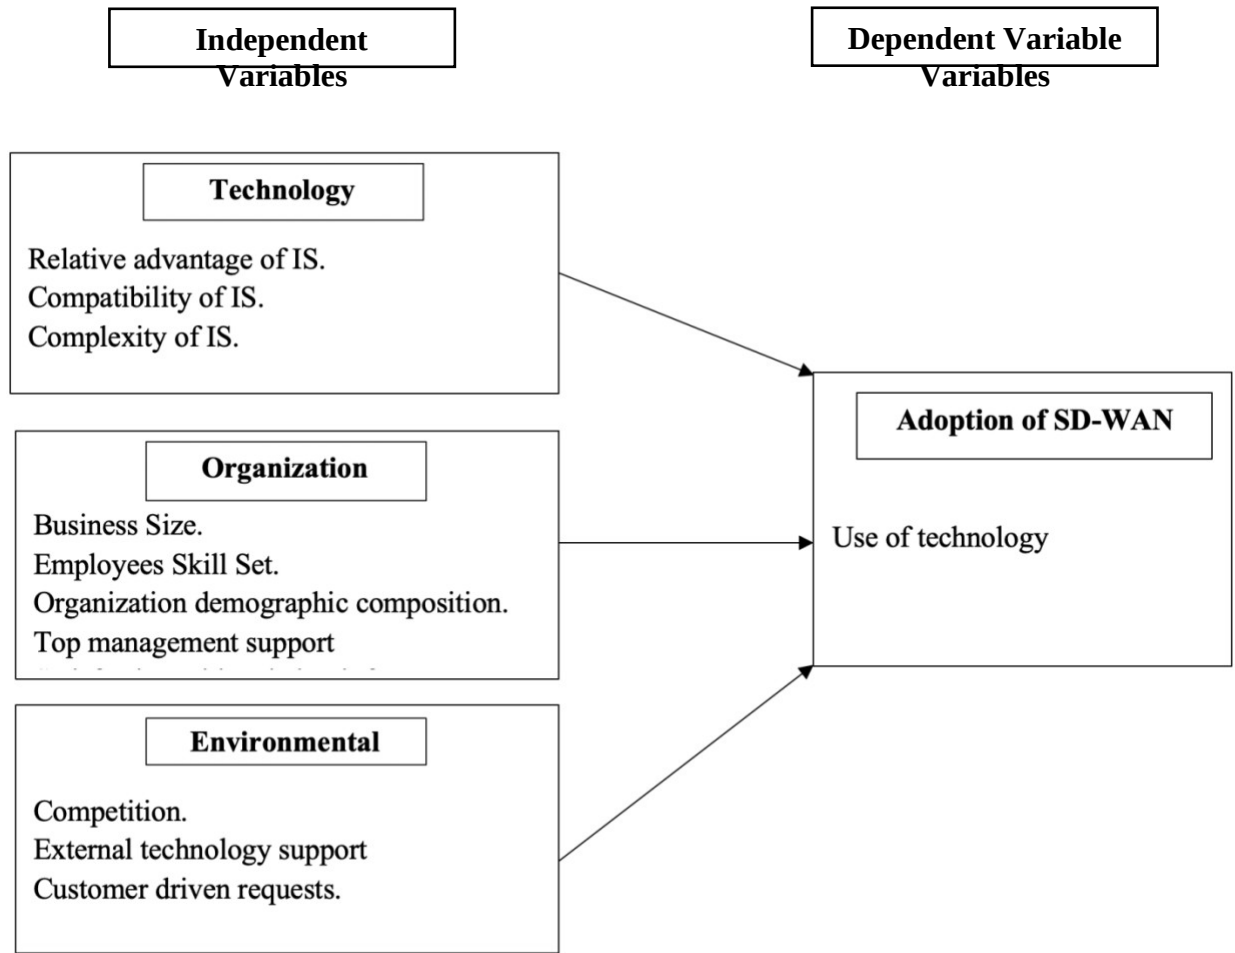 Independent
Variables
Dependent Variable
Variables
Technology
Relative advantage of IS.
Compatibility of IS.
Complexity of IS.
Organization
Business Size.
Employees Skill Set.
Organization demographic composition.
Top management support
Environmental
Competition.
External technology support
Customer driven requests.
Adoption of SD-WAN
Use of technology